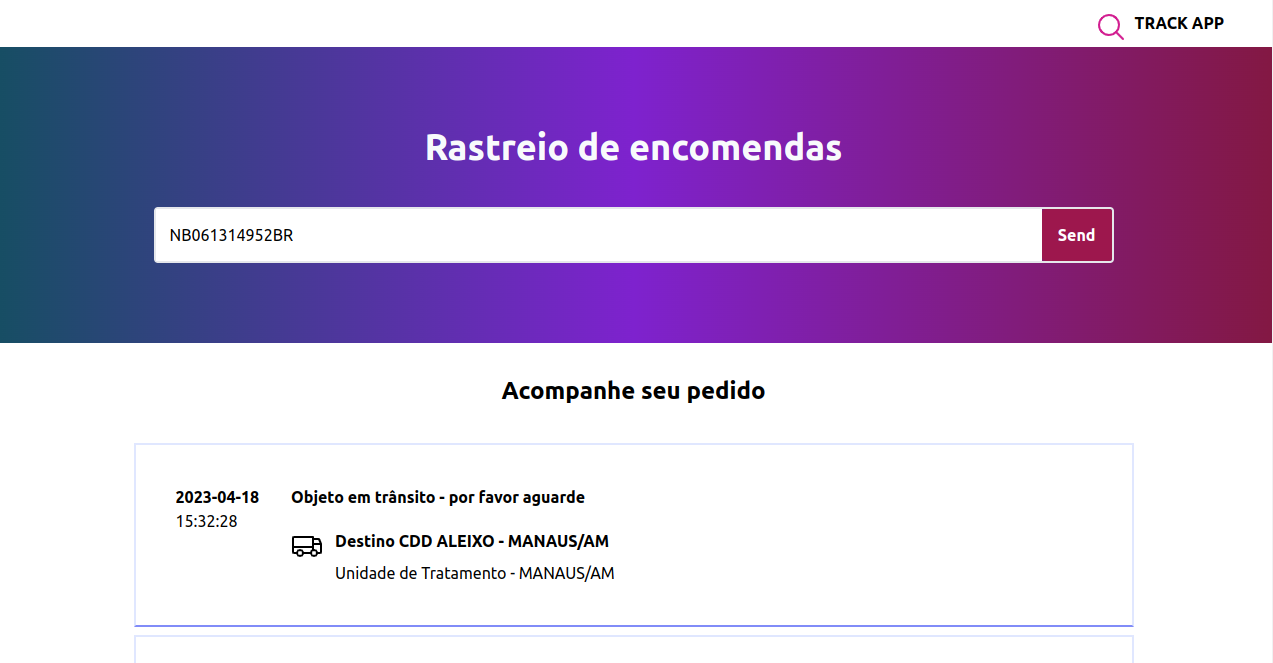 TRACK APP
Rastreio de encomendas
NB061314952BR
Send
Acompanhe seu pedido
2023-04-18
15:32:28
Objeto em trânsito - por favor aguarde
Destino CDD ALEIXO - MANAUS/AM
Unidade de Tratamento - MANAUS/AM